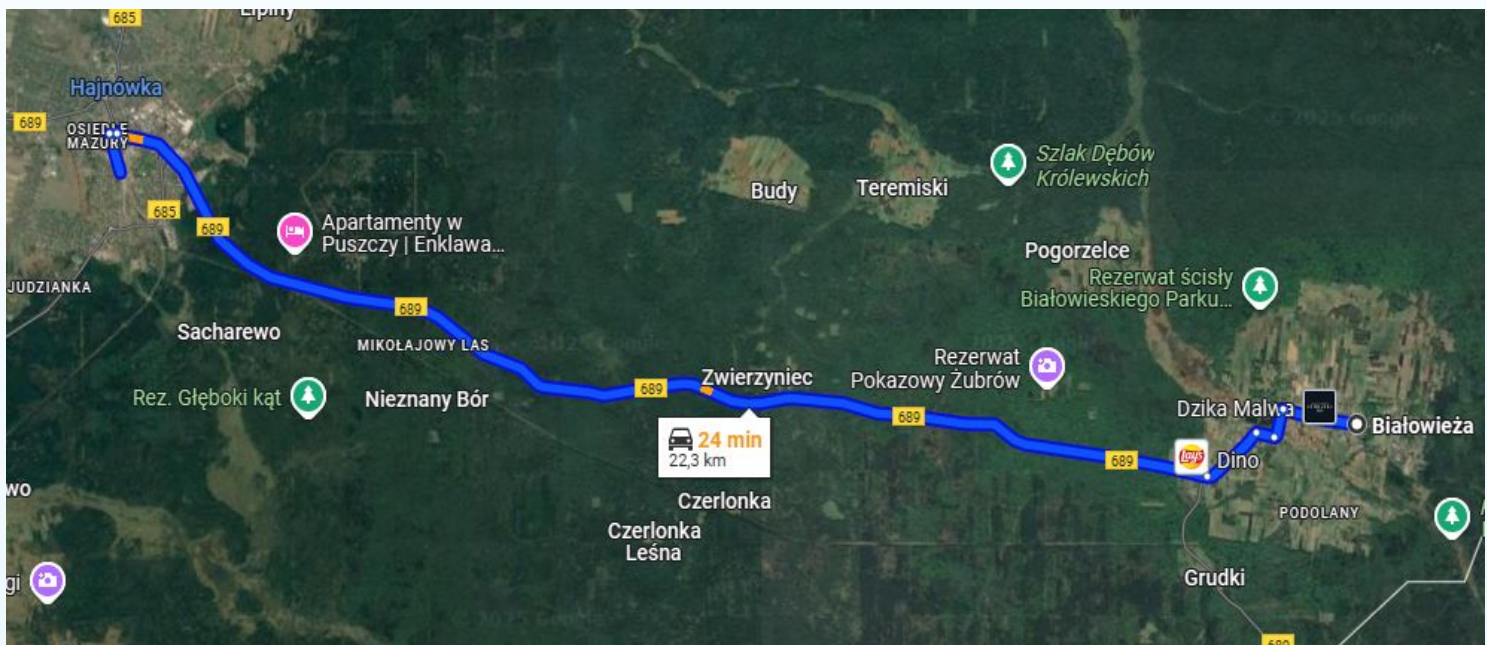 685
Lipiny
Hajnówka
689
OSIEDLE
MAZURY
Szlak Dębów
Królewskich
Budy
Teremiski
685
689
Apartamenty w
Puszczy | Enklawa...
Pogorzelce
Rezerwat ścisły
Białowieskiego Parku...
JUDZIANKA
689
Sacharewo
MIKOŁAJOWY LAS
Rezerwat
Pokazowy Żubrów
Zwierzyniec
689
Rez. Głęboki kąt
Nieznany Bór
689
Dzika Malwa
Białowieża
24 min
22,3 km
689
Lay's
Dino
wo
Czerlonka
PODOLANY
Czerlonka
Leśna
gi
Grudki
689